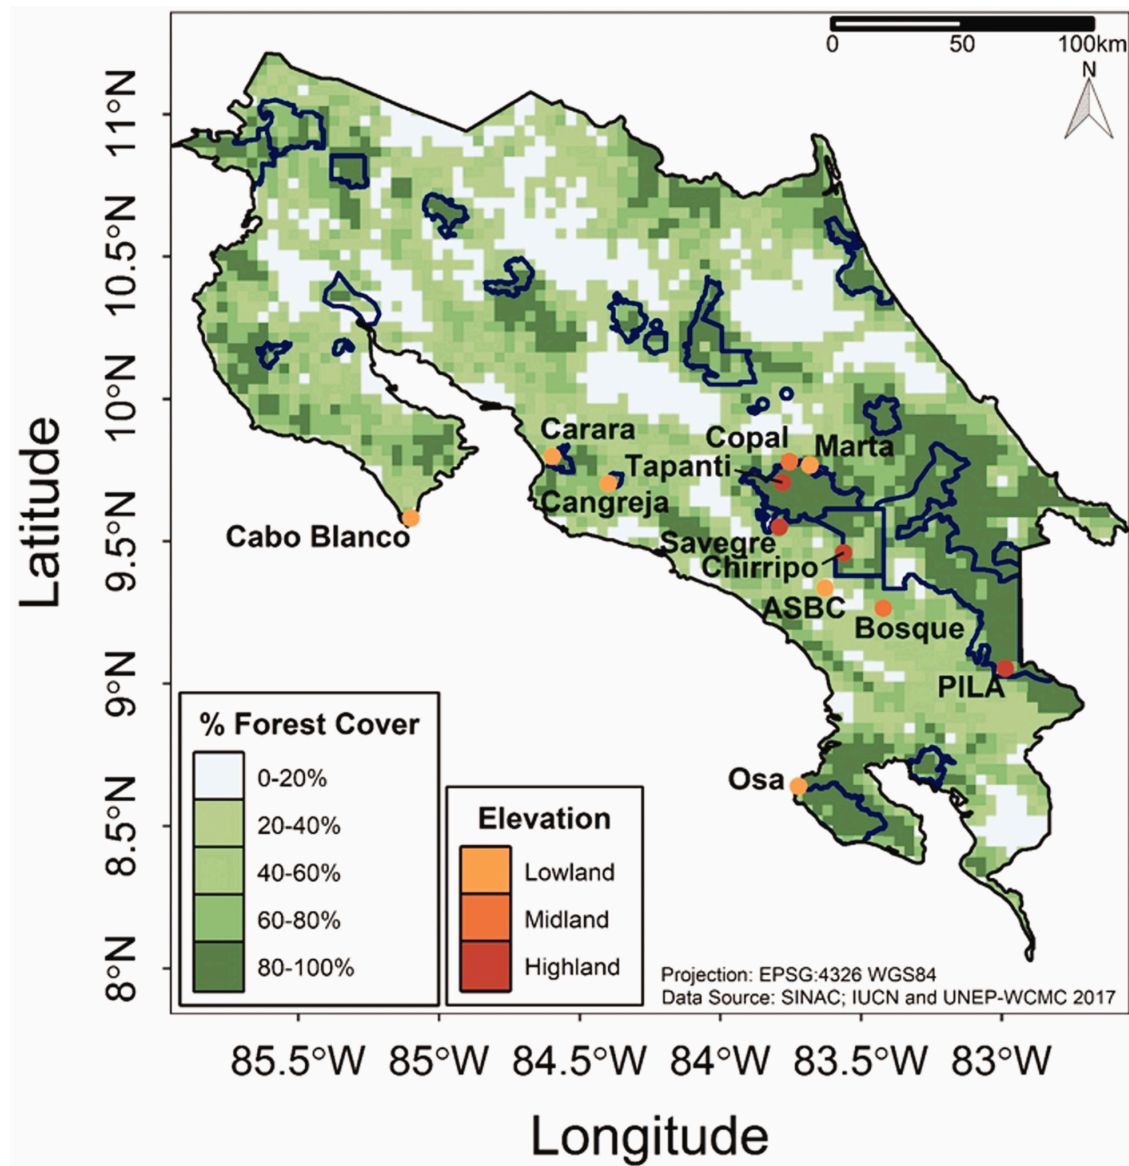 0 50 100km
N
11°N
10.5°N
10°N
9.5°N
9°N
8.5°N
8°N
Latitude
Carara
Copal
Marta
Tapanti
Cangreja
Cabo Blanco
Savegre
Chirripo
ASBC
Bosque
PILA
Osa
% Forest Cover
0-20%
20-40%
40-60%
60-80%
80-100%
Elevation
Lowland
Midland
Highland
Projection: EPSG:4326 WGS84
Data Source: SINAC; IUCN and UNEP-WCMC 2017
85.5°W 85°W 84.5°W 84°W 83.5°W 83°W
Longitude